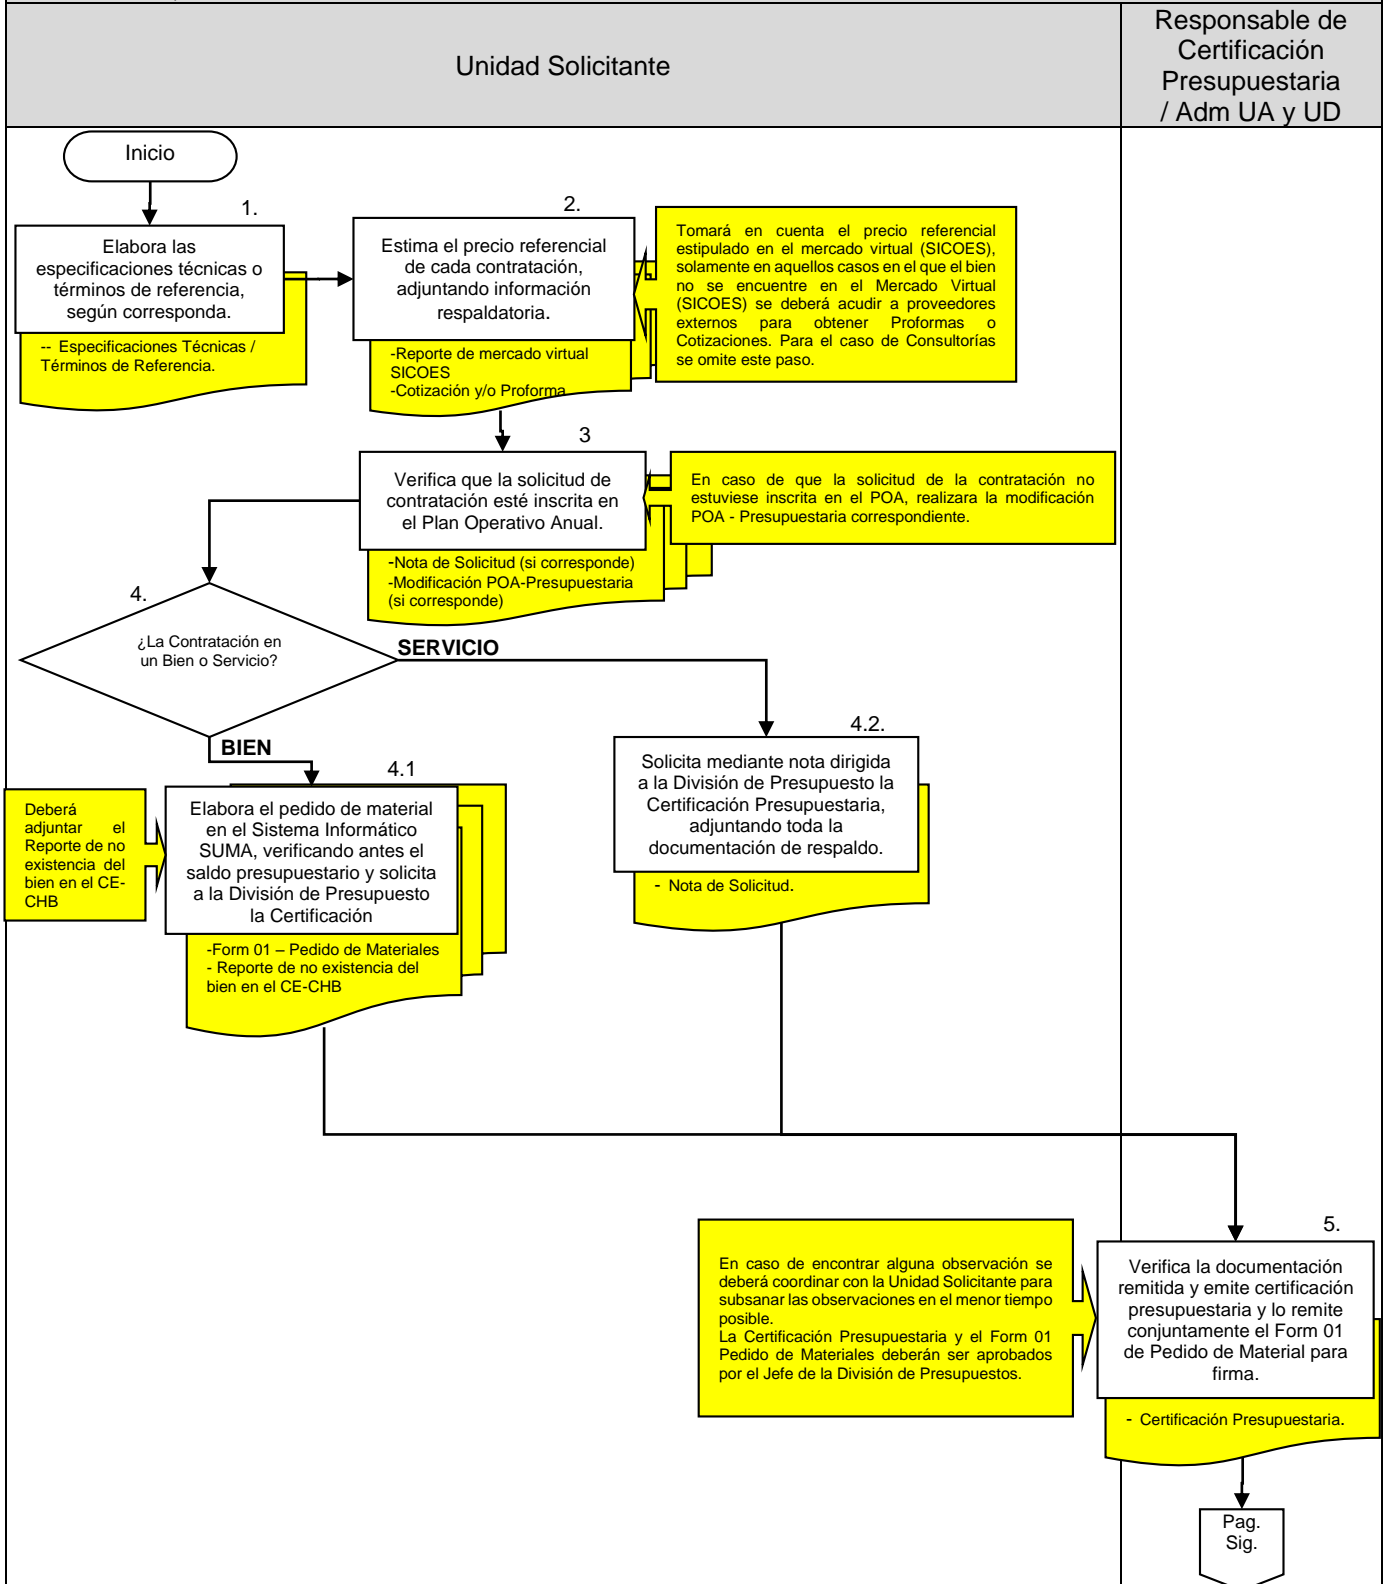 Unidad Solicitante
Responsable de
Certificación
Presupuestaria
/ Adm UA y UD
Inicio
1.
Elabora las
especificaciones técnicas o
términos de referencia,
según corresponda.
-- Especificaciones Técnicas /
Términos de Referencia.
2.
Estima el precio referencial
de cada contratación,
adjuntando información
respaldatoria.
-Reporte de mercado virtual
SICOES
-Cotización y/o Proforma
Tomará en cuenta el precio referencial
estipulado en el mercado virtual (SICOES),
solamente en aquellos casos en el que el bien
no se encuentre en el Mercado Virtual
(SICOES) se deberá acudir a proveedores
externos para obtener Proformas o
Cotizaciones. Para el caso de Consultorías
se omite este paso.
3
Verifica que la solicitud de
contratación esté inscrita en
el Plan Operativo Anual.
-Nota de Solicitud (si corresponde)
-Modificación POA-Presupuestaria
(si corresponde)
En caso de que la solicitud de la contratación no
estuviese inscrita en el POA, realizara la modificación
POA - Presupuestaria correspondiente.
4.
¿La Contratación en
un Bien o Servicio?
SERVICIO
BIEN
4.1
Deberá
adjuntar el
Reporte de no
existencia del
bien en el CE-
CHB
Elabora el pedido de material
en el Sistema Informático
SUMA, verificando antes el
saldo presupuestario y solicita
a la División de Presupuesto
la Certificación
-Form 01 – Pedido de Materiales
- Reporte de no existencia del
bien en el CE-CHB
4.2.
Solicita mediante nota dirigida
a la División de Presupuesto la
Certificación Presupuestaria,
adjuntando toda la
documentación de respaldo.
- Nota de Solicitud.
En caso de encontrar alguna observación se
deberá coordinar con la Unidad Solicitante para
subsanar las observaciones en el menor tiempo
posible.
La Certificación Presupuestaria y el Form 01
Pedido de Materiales deberán ser aprobados
por el Jefe de la División de Presupuestos.
5.
Verifica la documentación
remitida y emite certificación
presupuestaria y lo remite
conjuntamente el Form 01
de Pedido de Material para
firma.
- Certificación Presupuestaria.
Pag.
Sig.